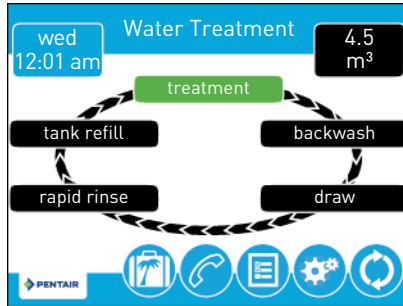 wed
12:01 am
Water Treatment
4.5
m³
treatment
tank refill
backwash
rapid rinse
draw
PENTAIR